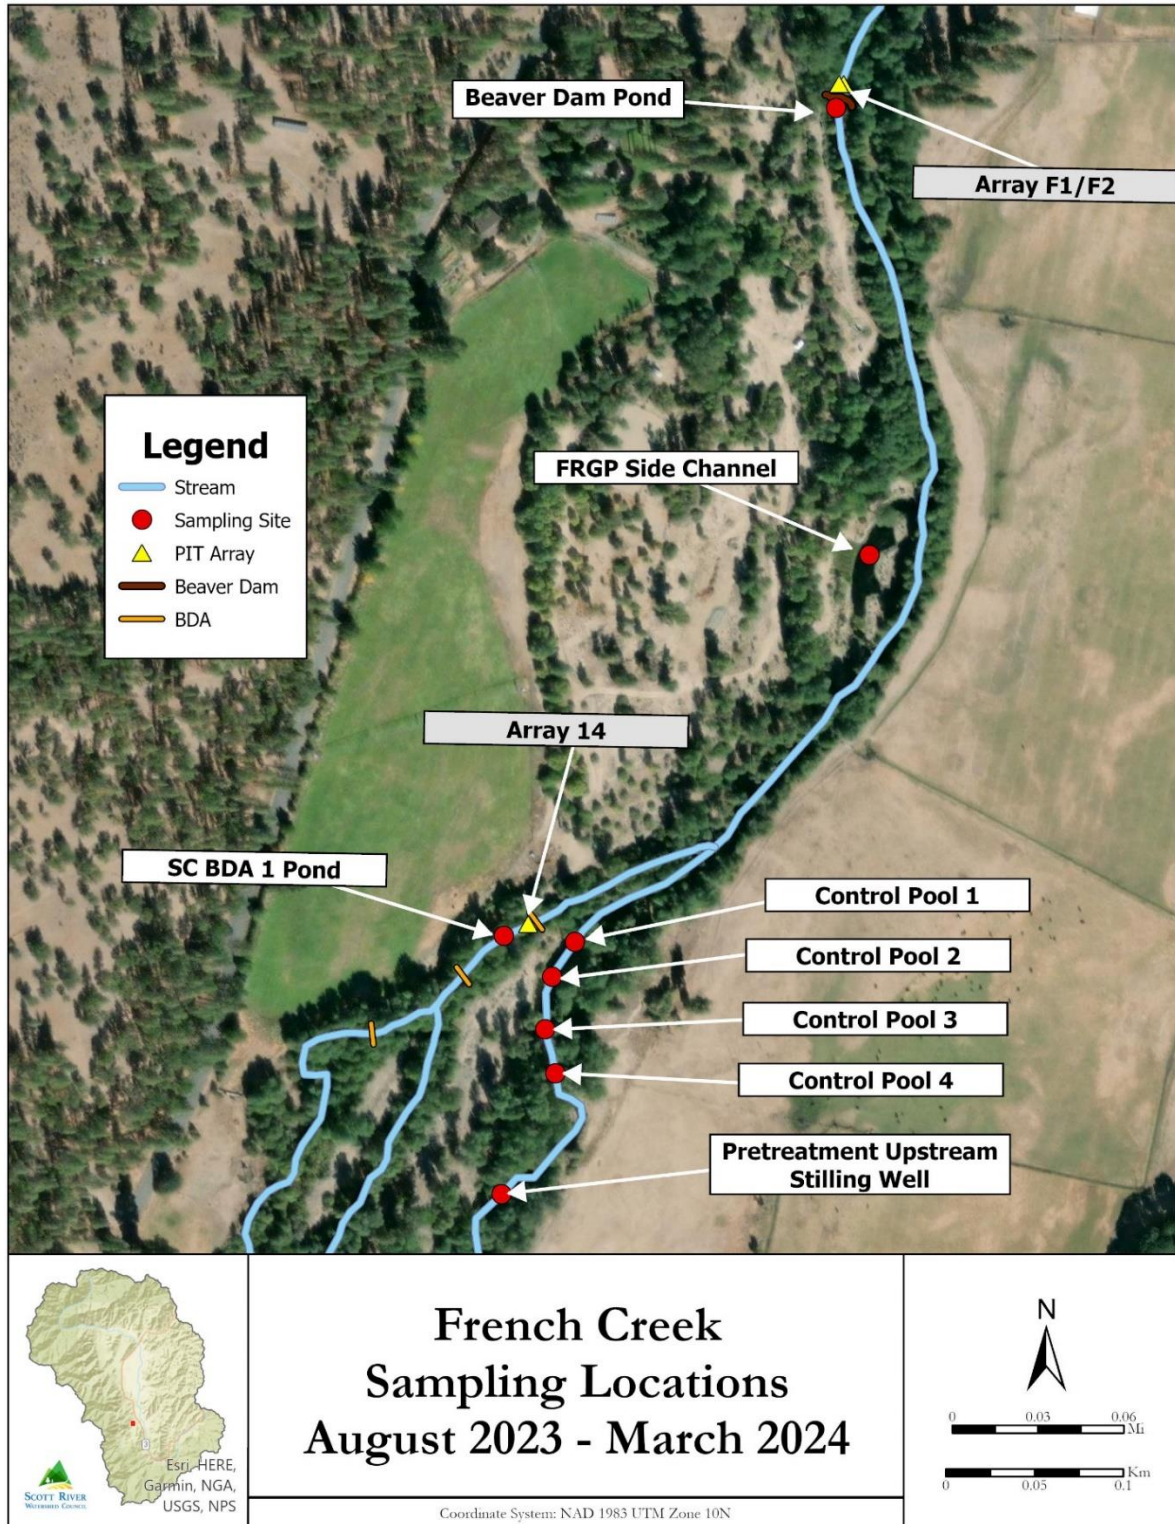 Beaver Dam Pond
Array F1/F2
Legend
Stream
Sampling Site
PIT Array
Beaver Dam
BDA
FRGP Side Channel
Array 14
SC BDA 1 Pond
Control Pool 1
Control Pool 2
Control Pool 3
Control Pool 4
Pretreatment Upstream
Stilling Well
3
Esri, HERE,
Garmin, NGA,
USGS, NPS
SCOTT RIVER
WATERSHED COUNCIL
French Creek
Sampling Locations
August 2023 - March 2024
Coordinate System: NAD 1983 UTM Zone 10N
N
0 0.03 0.06
Mi
Km
0 0.05 0.1